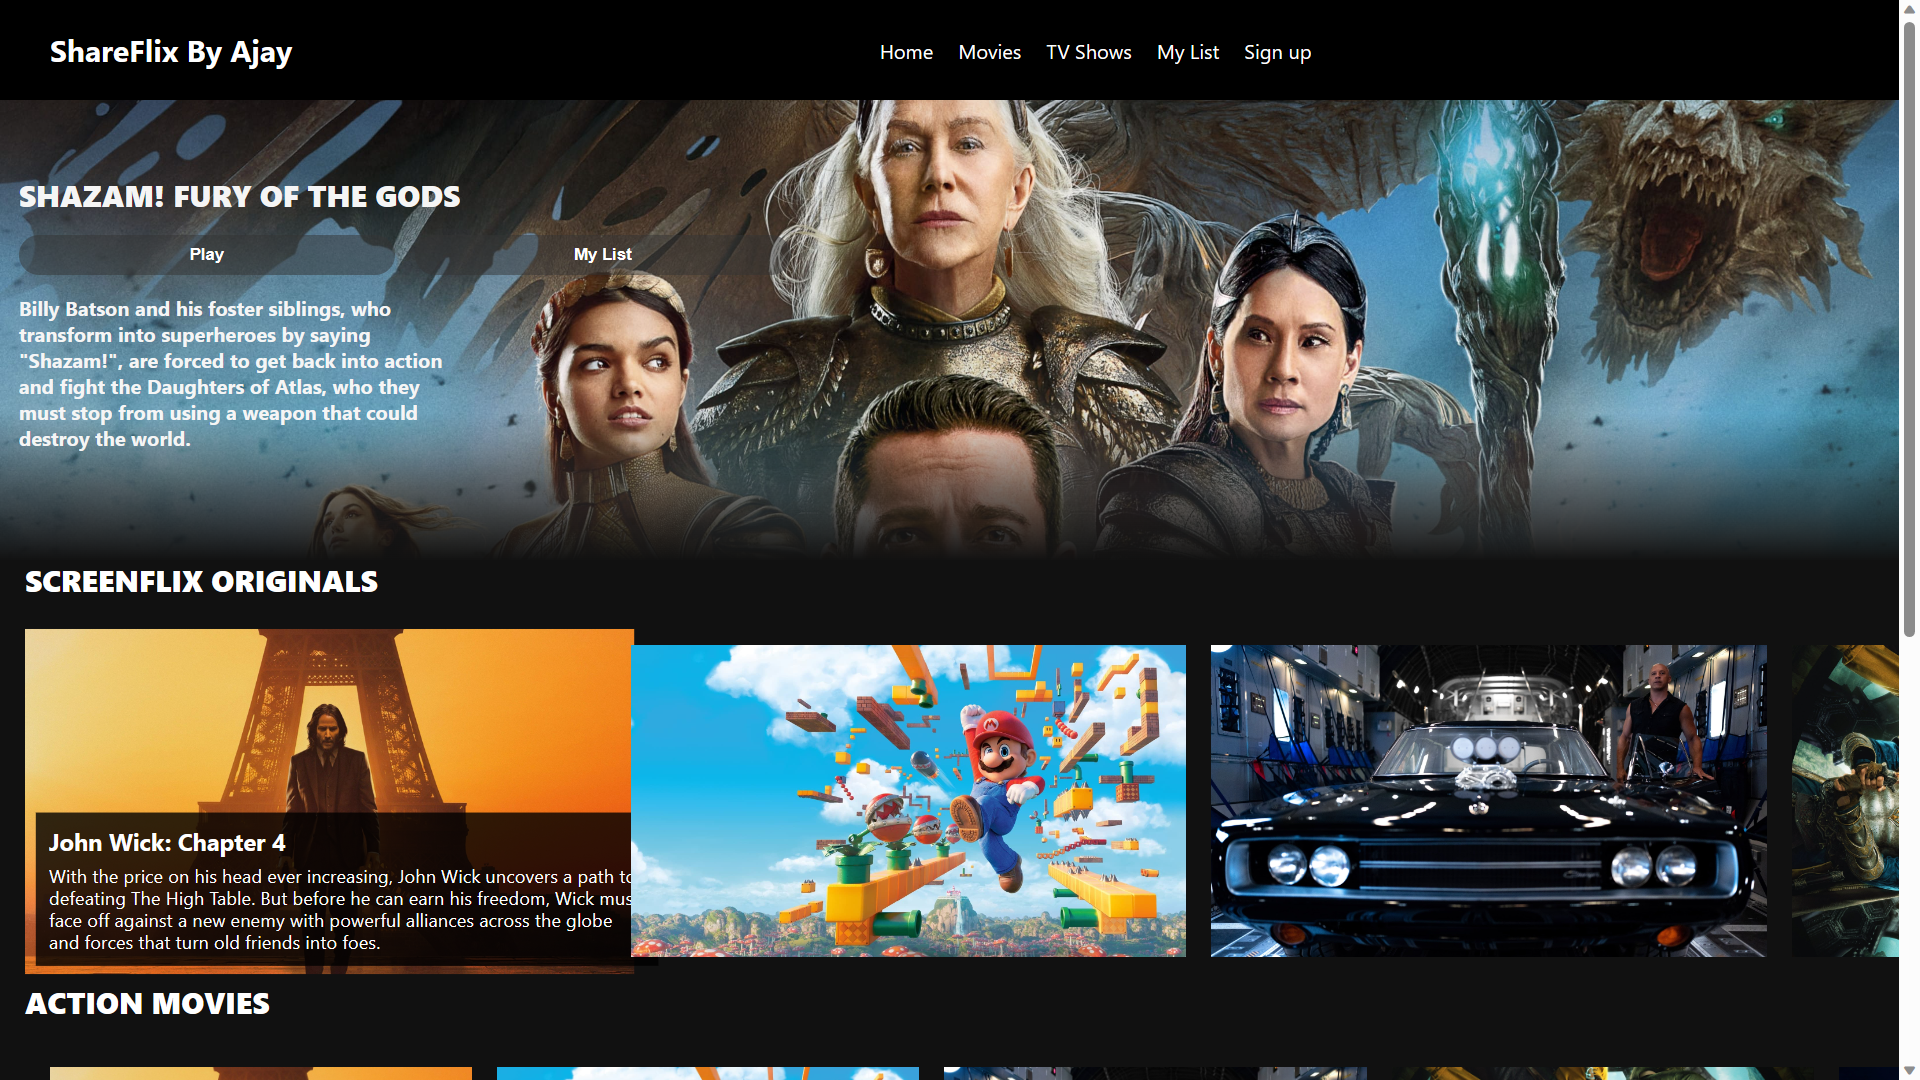 ShareFlix By Ajay
Home Movies TV Shows My List Sign up
SHAZAM! FURY OF THE GODS
Play My List
Billy Batson and his foster siblings, who
transform into superheroes by saying
"Shazam!", are forced to get back into action
and fight the Daughters of Atlas, who they
must stop from using a weapon that could
destroy the world.
SCREENFLIX ORIGINALS
John Wick: Chapter 4
With the price on his head ever increasing, John Wick uncovers a path to
defeating The High Table. But before he can earn his freedom, Wick mus
face off against a new enemy with powerful alliances across the globe
and forces that turn old friends into foes.
ACTION MOVIES